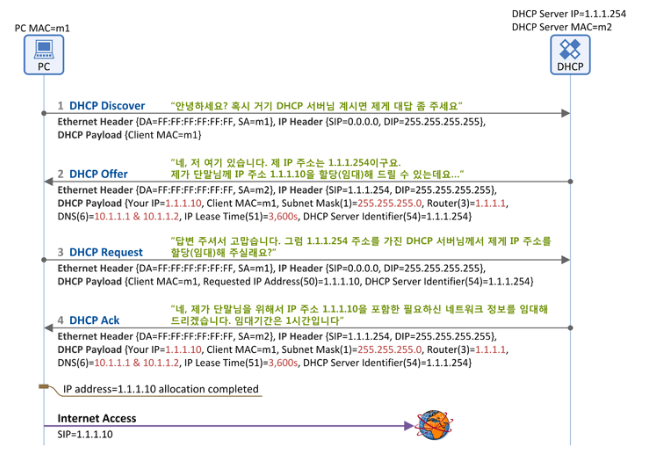 DHCP Server IP=1.1.1.254
DHCP Server MAC=m2
PC MAC=m1
PC
DHCP
1 DHCP Discover
"안녕하세요? 혹시 거기 DHCP 서버님 계시면 제게 대답 좀 주세요"
Ethernet Header {DA=FF:FF:FF:FF:FF:FF, SA=m1}, IP Header {SIP=0.0.0.0, DIP=255.255.255.255},
DHCP Payload {Client MAC=m1}
2 DHCP Offer
"네, 저 여기 있습니다. 제 IP 주소는 1.1.1.254이구요.
제가 단말님께 IP 주소 1.1.1.10을 할당(임대)해 드릴 수 있는데요..."
Ethernet Header {DA=FF:FF:FF:FF:FF:FF, SA=m2}, IP Header {SIP=1.1.1.254, DIP=255.255.255.255},
DHCP Payload {Your IP=1.1.1.10, Client MAC=m1, Subnet Mask(1)=255.255.255.0, Router(3)=1.1.1.1,
DNS(6)=10.1.1.1 & 10.1.1.2, IP Lease Time(51)=3,600s, DHCP Server Identifier(54)=1.1.1.254}
3 DHCP Request
"답변 주셔서 고맙습니다. 그럼 1.1.1.254 주소를 가진 DHCP 서버님께서 제게 IP 주소를
할당(임대)해 주실래요?"
Ethernet Header {DA=FF:FF:FF:FF:FF:FF, SA=m1}, IP Header {SIP=0.0.0.0, DIP=255.255.255.255},
DHCP Payload {Client MAC=m1, Requested IP Address(50)=1.1.1.10, DHCP Server Identifier(54)=1.1.1.254}
4 DHCP Ack
"네, 제가 단말님을 위해서 IP 주소 1.1.1.10을 포함한 필요하신 네트워크 정보를 임대해
드리겠습니다. 임대기간은 1시간입니다"
Ethernet Header {DA=FF:FF:FF:FF:FF:FF, SA=m2}, IP Header {SIP=1.1.1.254, DIP=255.255.255.255},
DHCP Payload {Your IP=1.1.1.10, Client MAC=m1, Subnet Mask(1)=255.255.255.0, Router(3)=1.1.1.1,
DNS(6)=10.1.1.1 & 10.1.1.2, IP Lease Time(51)=3,600s, DHCP Server Identifier(54)=1.1.1.254}
IP address=1.1.1.10 allocation completed
Internet Access
SIP=1.1.1.10